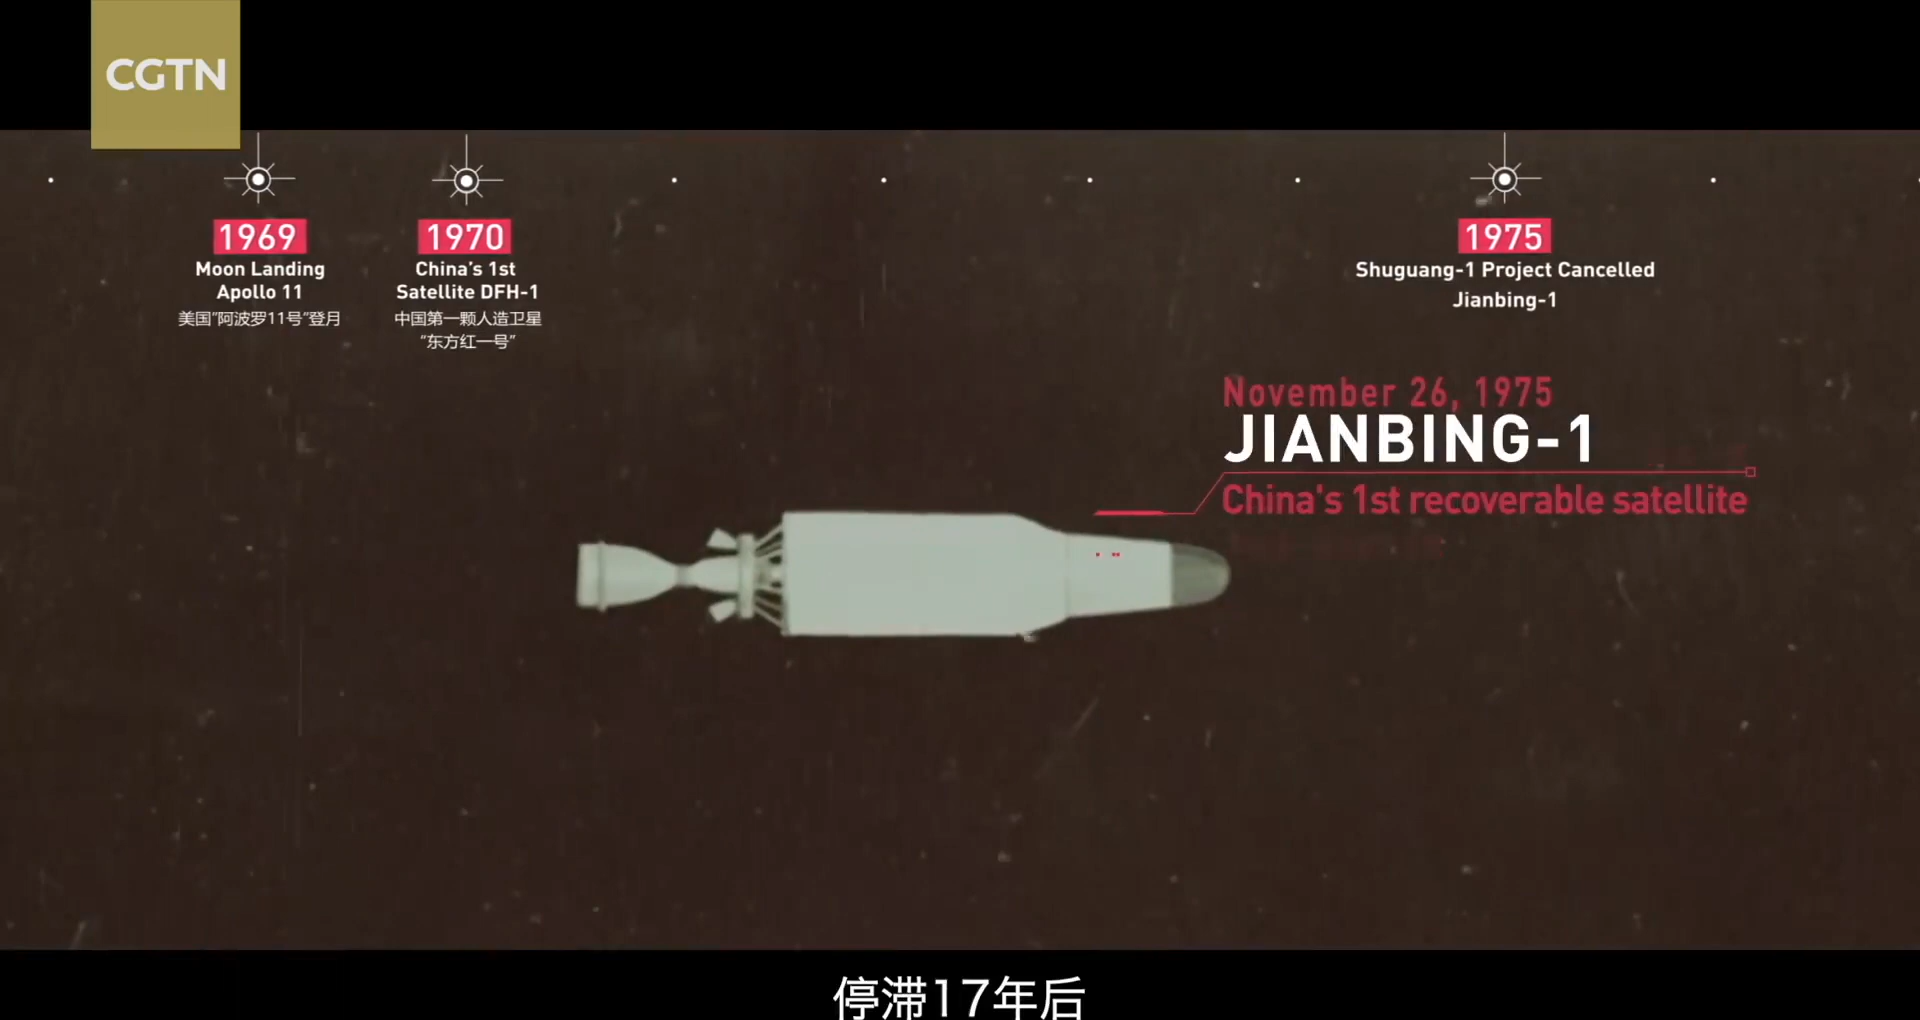 CGTN
1969
Moon Landing
Apollo 11
美国"阿波罗11号"登月
1970
China's 1st
Satellite DFH-1
中国第一颗人造卫星
"东方红一号"
1975
Shuguang-1 Project Cancelled
Jianbing-1
November 26, 1975
JIANBING-1
China's 1st recoverable satellite
停滞17年后